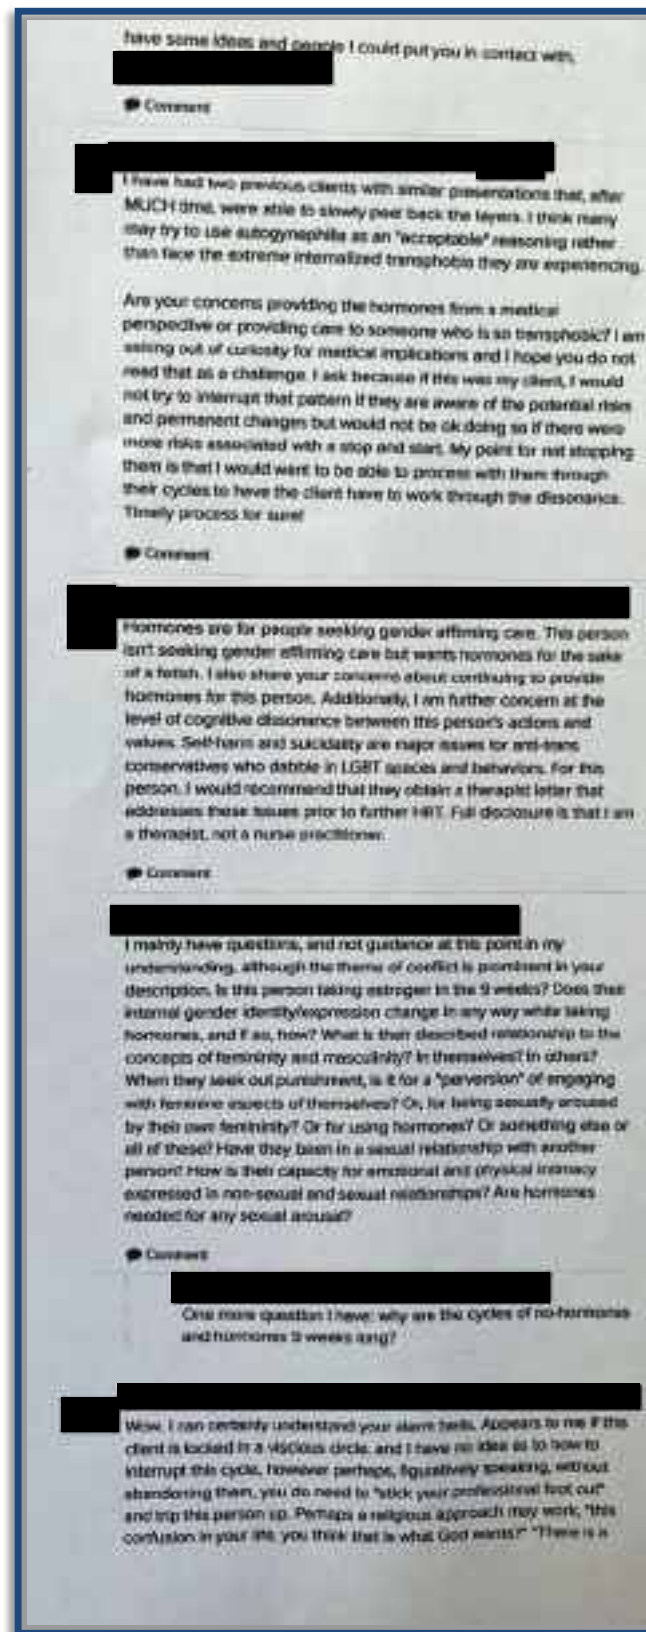 have some ideas and people I could put you in contact with,
Comment
I have had two previous clients with similar presentations that, after
MUCH time, were able to slowly peel back the layers. I think many
may try to use autogynephilia as an "acceptable" reasoning rather
than face the extreme internalized transphobia they are experiencing.
Are your concerns providing the hormones from a medical
perspective or providing care to someone who is so transphobic? I am
asking out of curiosity for medical implications and I hope you do not
read that as a challenge. I ask because if this was my client, I would
not try to interrupt that pattern if they are aware of the potential risks
and permanent changes but would not be ok doing so if there were
more risks associated with a stop and start. My point for not stopping
them is that I would want to be able to process with them through
their cycles to have the client have to work through the dissonance.
Timely process for sure!
Comment
Hormones are for people seeking gender affirming care. This person
isn't seeking gender affirming care but wants hormones for the sake
of a fetish. I also share your concerns about continuing to provide
hormones for this person. Additionally, I am further concern at the
level of cognitive dissonance between this person's actions and
values. Self-harm and suicidality are major issues for anti-trans
conservatives who dabble in LGBT spaces and behaviors. For this
person, I would recommend that they obtain a therapist letter that
addresses these issues prior to further HRT. Full disclosure is that I am
a therapist, not a nurse practitioner.
Comment
I mainly have questions, and not guidance at this point in my
understanding, although the theme of conflict is prominent in your
description. Is this person taking estrogen in the 9 weeks? Does their
internal gender identity/expression change in any way while taking
hormones, and if so, how? What is their described relationship to the
concepts of femininity and masculinity? In themselves? In others?
When they seek out punishment, is it for a "perversion" of engaging
with feminine aspects of themselves? Or, for being sexually aroused
by their own femininity? Or for using hormones? Or something else or
all of these? Have they been in a sexual relationship with another
person? How is their capacity for emotional and physical intimacy
expressed in non-sexual and sexual relationships? Are hormones
needed for any sexual arousal?
Comment
One more question I have: why are the cycles of no-hormones
and hormones 9 weeks long?
Wow. I can certainly understand your alarm bells. Appears to me if this
client is locked in a viscious circle, and I have no idea as to how to
interrupt this cycle, however perhaps, figuratively speaking, without
abandoning them, you do need to "stick your professional foot out"
and trip this person up. Perhaps a religious approach may work, "this
confusion in your life, you think that is what God wants?" "There is a